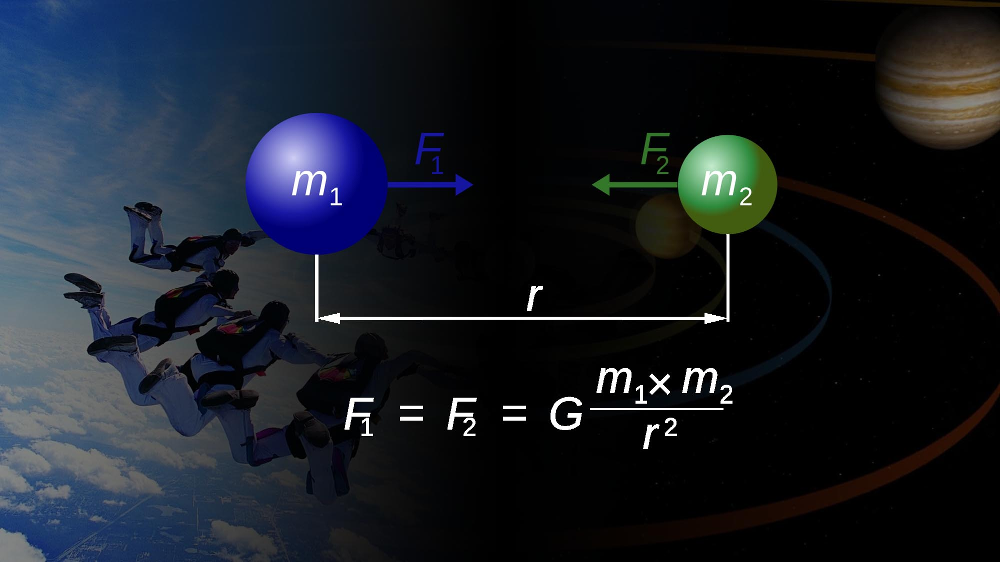 F₁ F₂
m₁ m₂
r
F₁ = F₂ = G m₁ × m₂ / r²